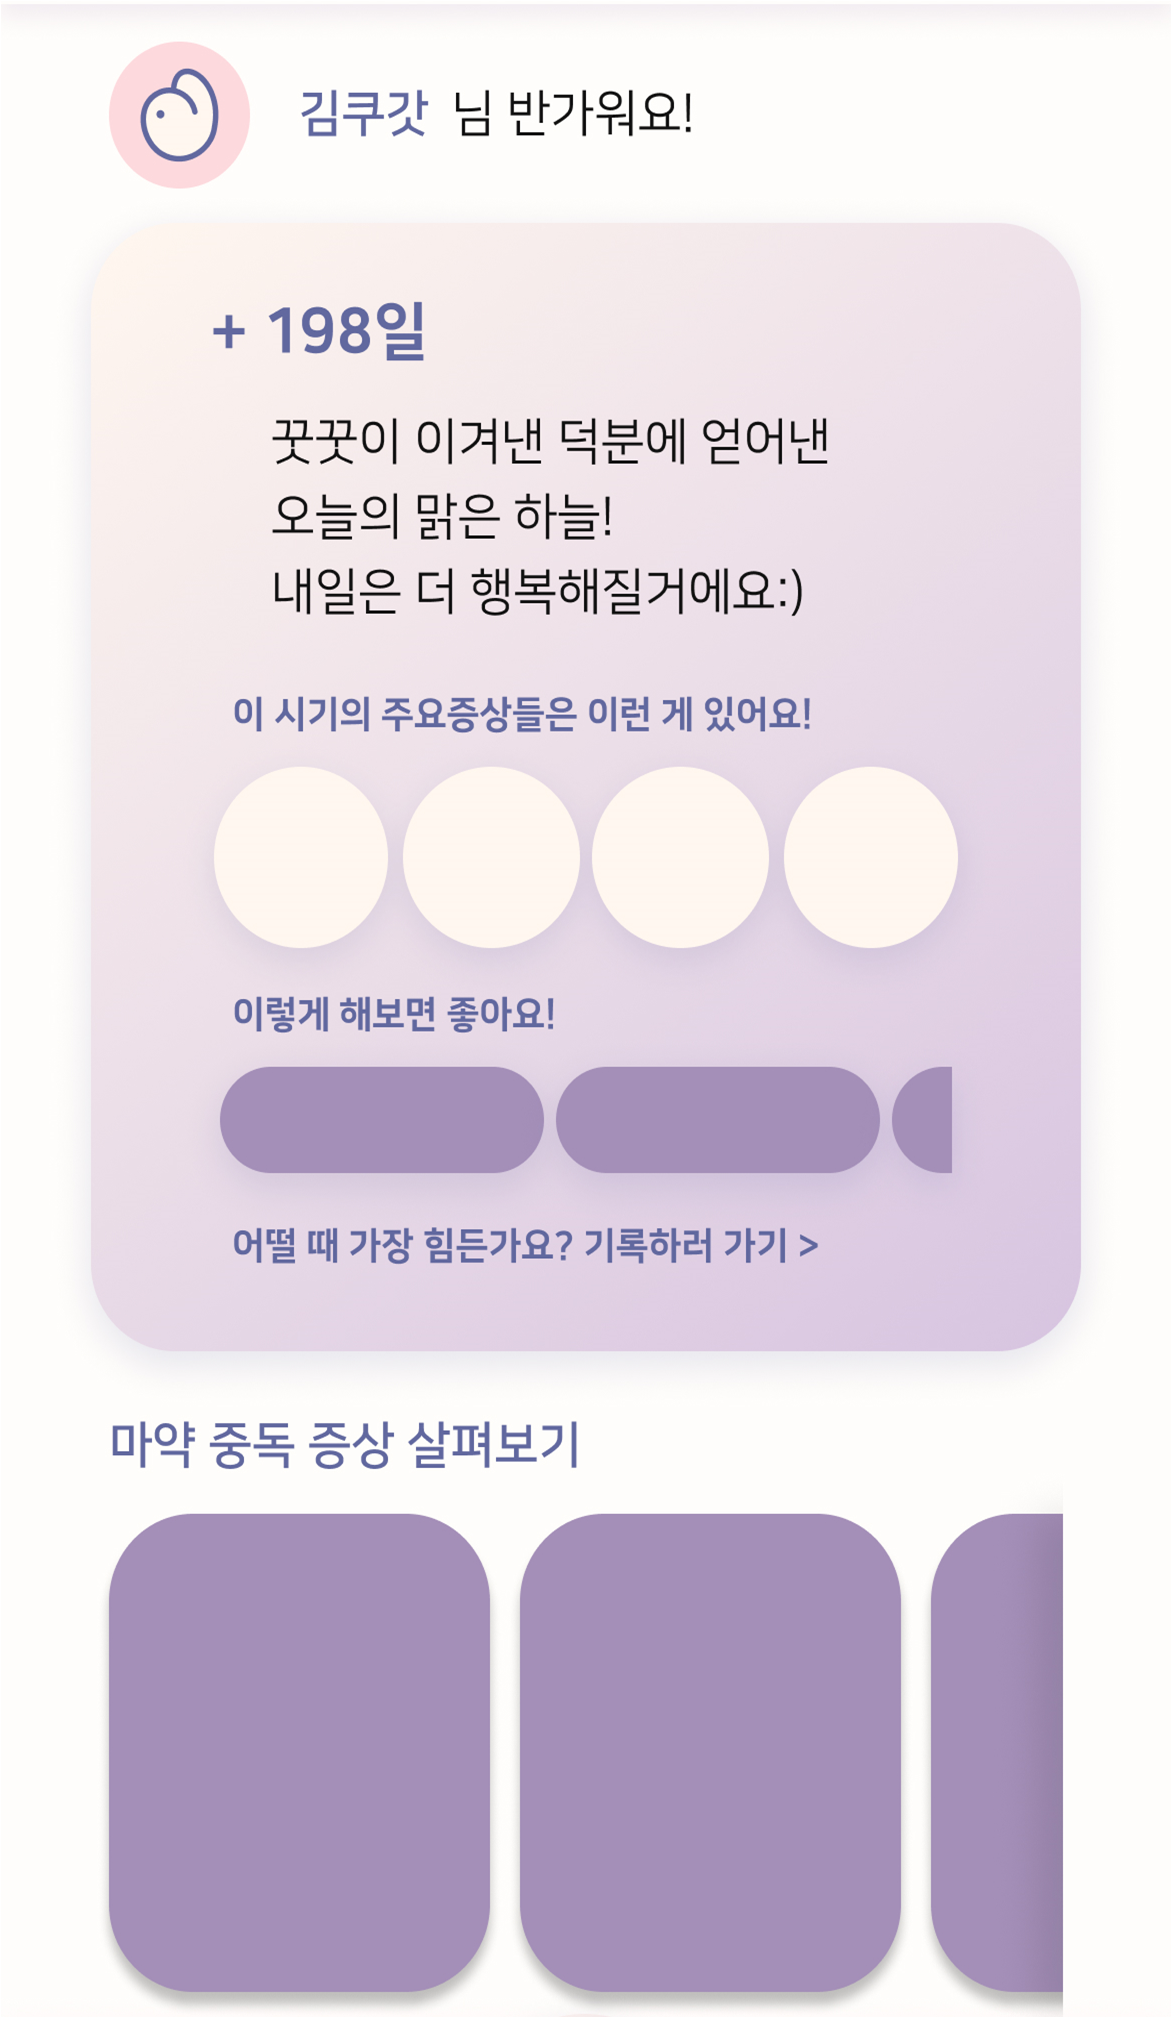 김쿠갓 님 반가워요!
+ 198일
꿋꿋이 이겨낸 덕분에 얻어낸
오늘의 맑은 하늘!
내일은 더 행복해질거에요:)
이 시기의 주요증상들은 이런 게 있어요!
이렇게 해보면 좋아요!
어떨 때 가장 힘든가요? 기록하러 가기 >
마약 중독 증상 살펴보기